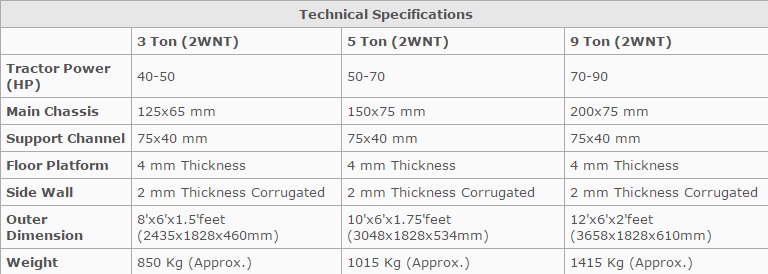 Technical Specifications
3 Ton (2WNT) 5 Ton (2WNT) 9 Ton (2WNT)
Tractor Power (HP) 40-50 50-70 70-90
Main Chassis 125x65 mm 150x75 mm 200x75 mm
Support Channel 75x40 mm 75x40 mm 75x40 mm
Floor Platform 4 mm Thickness 4 mm Thickness 4 mm Thickness
Side Wall 2 mm Thickness Corrugated 2 mm Thickness Corrugated 2 mm Thickness Corrugated
Outer 8'x6'x1.5'feet 10'x6'x1.75'feet 12'x6'x2'feet
Dimension (2435x1828x460mm) (3048x1828x534mm) (3658x1828x610mm)
Weight 850 Kg (Approx.) 1015 Kg (Approx.) 1415 Kg (Approx.)